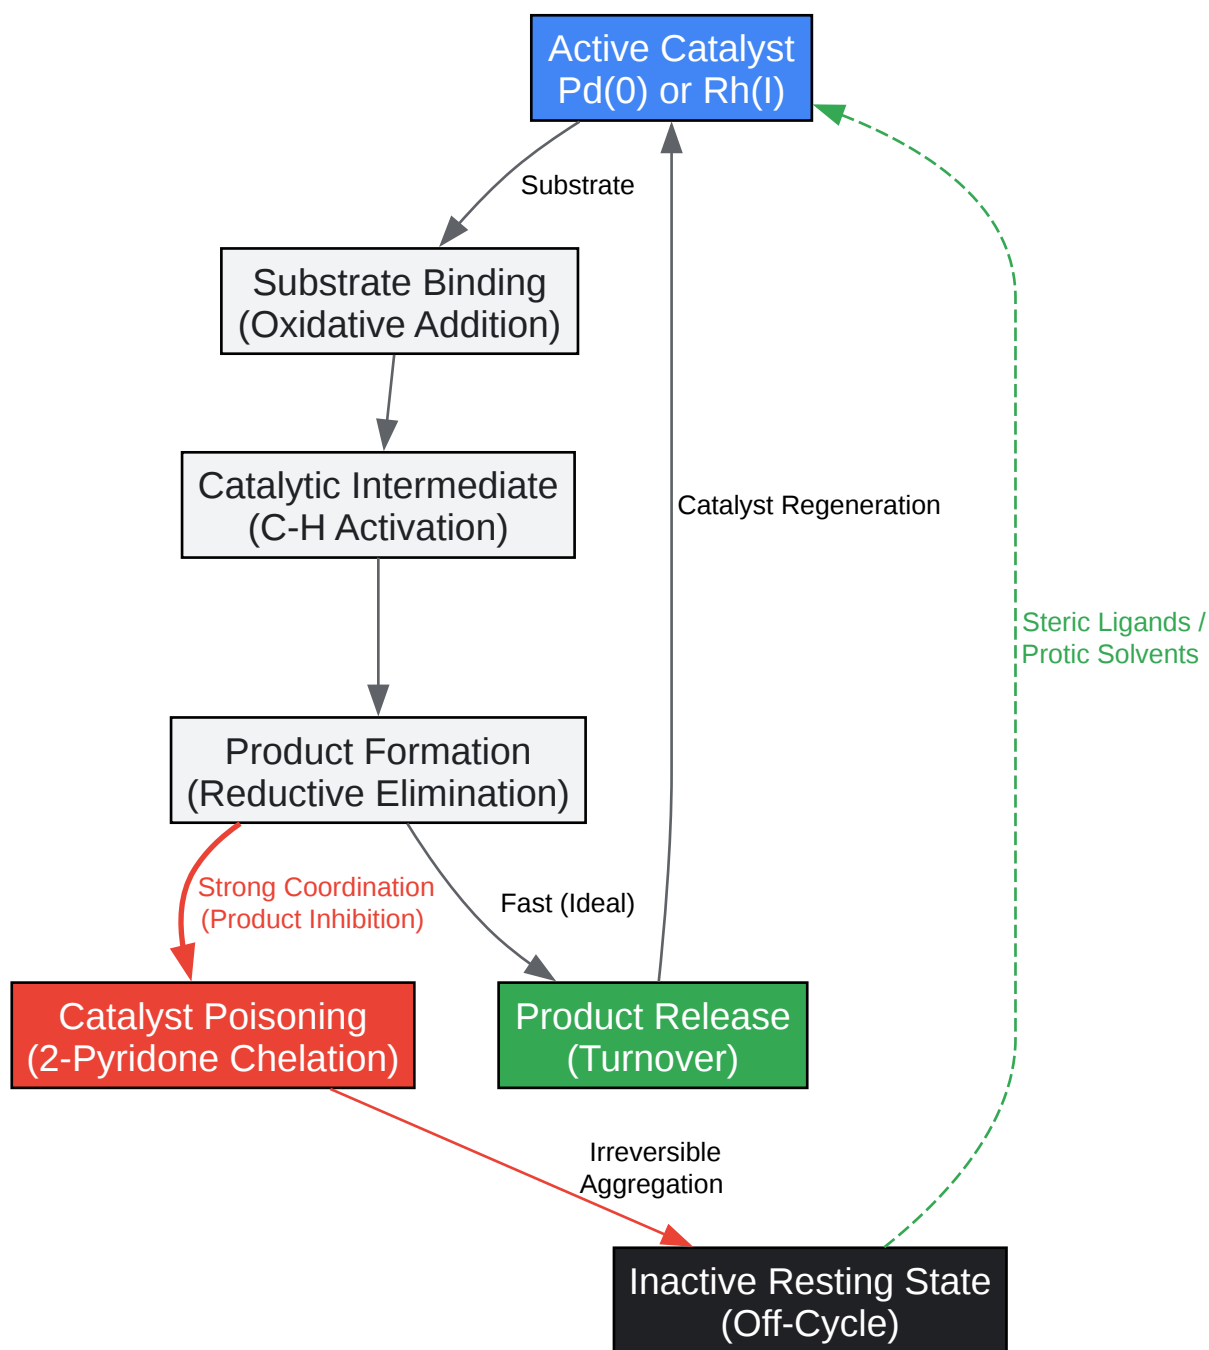 Active Catalyst
Pd(0) or Rh(I)
Substrate
Substrate Binding
(Oxidative Addition)
Catalytic Intermediate
(C-H Activation)
Catalyst Regeneration
Steric Ligands /
Protic Solvents
Product Formation
(Reductive Elimination)
Strong Coordination
(Product Inhibition)
Fast (Ideal)
Catalyst Poisoning
(2-Pyridone Chelation)
Product Release
(Turnover)
Irreversible
Aggregation
Inactive Resting State
(Off-Cycle)